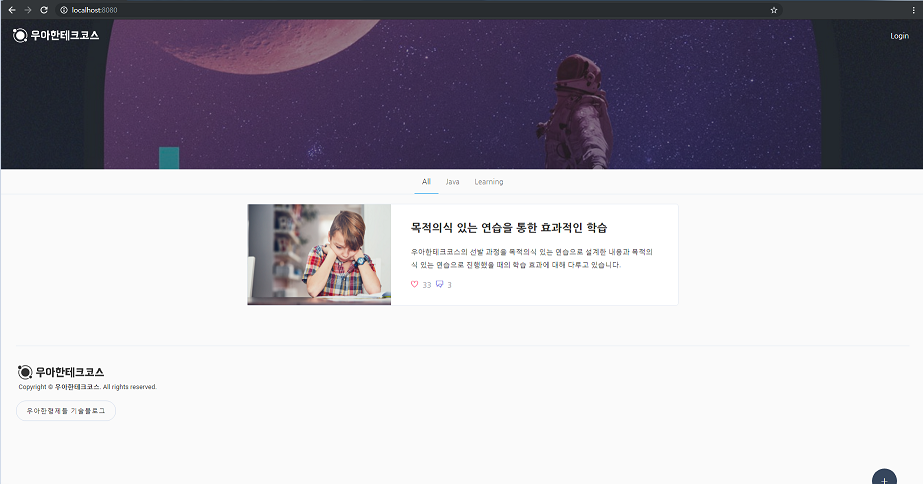 localhost:8080
우아한테크코스
Login
All
Java
Learning
목적의식 있는 연습을 통한 효과적인 학습
우아한테크코스의 선발 과정을 목적의식 있는 연습으로 설계한 내용과 목적의
식 있는 연습으로 진행했을 때의 학습 효과에 대해 다루고 있습니다.
33 3
우아한테크코스
Copyright © 우아한테크코스. All rights reserved.
우아한형제들 기술블로그
+